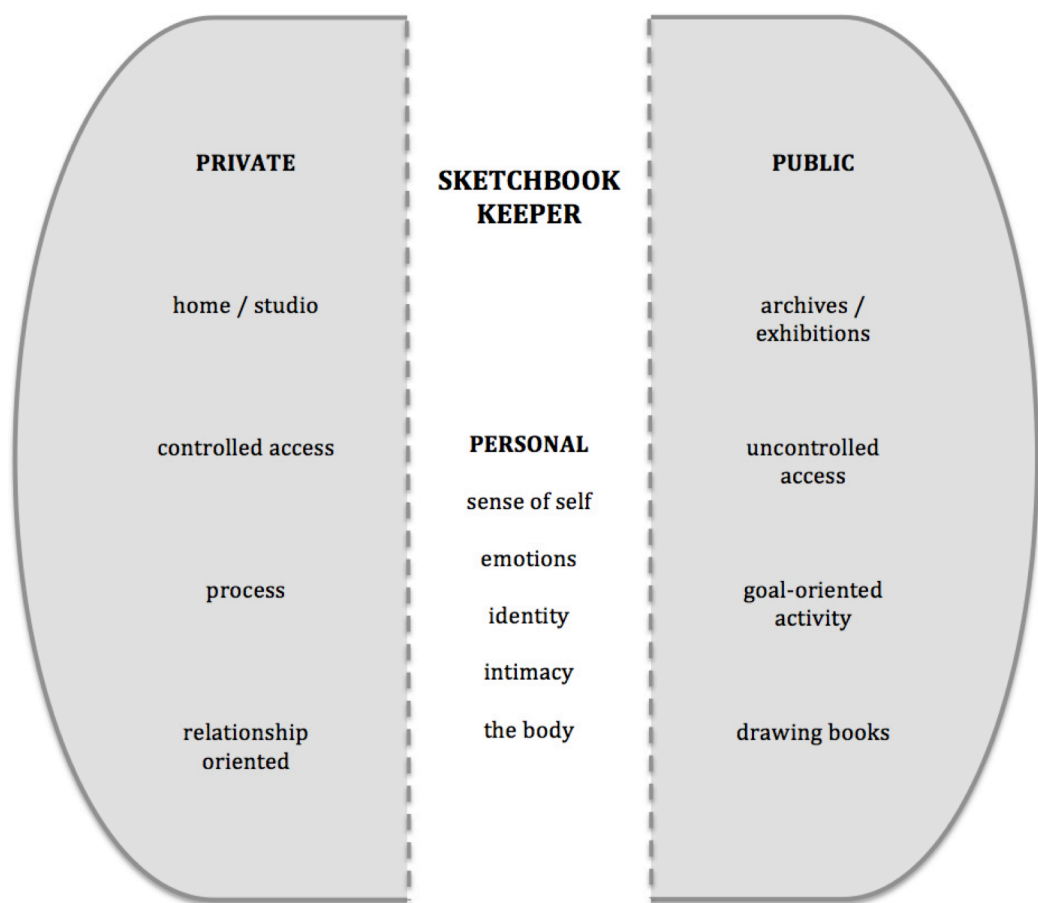 PRIVATE
home / studio
controlled access
process
relationship
oriented
SKETCHBOOK
KEEPER
PERSONAL
sense of self
emotions
identity
intimacy
the body
PUBLIC
archives /
exhibitions
uncontrolled
access
goal-oriented
activity
drawing books